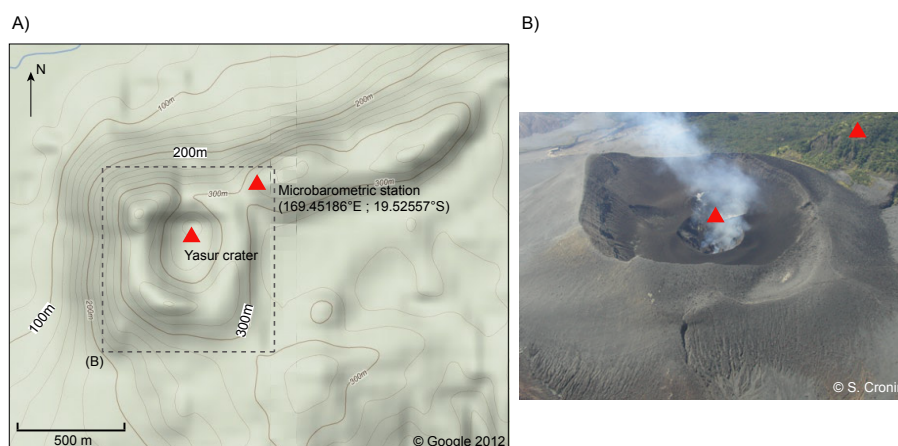 A)
B)
N
100m
200m
200m
300m
300m
Microbarometric station
(169.45186°E ; 19.52557°S)
Yasur crater
300m
100m
200m
(B)
300m
500 m
© Google 2012
© S. Cronin